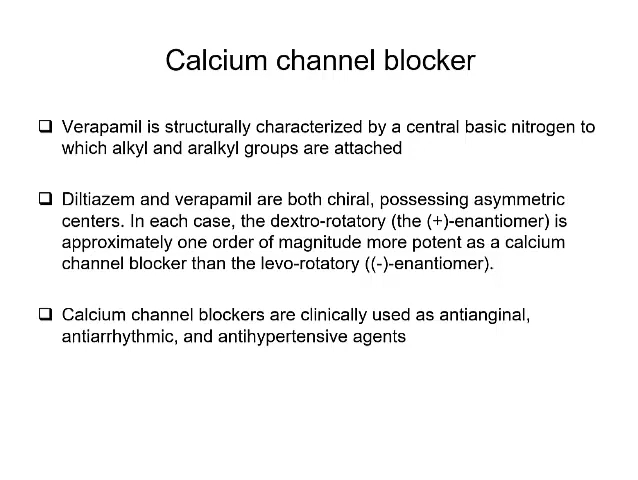 Calcium channel blocker
❑ Verapamil is structurally characterized by a central basic nitrogen to
which alkyl and aralkyl groups are attached
❑ Diltiazem and verapamil are both chiral, possessing asymmetric
centers. In each case, the dextro-rotatory (the (+)-enantiomer) is
approximately one order of magnitude more potent as a calcium
channel blocker than the levo-rotatory ((-)-enantiomer).
❑ Calcium channel blockers are clinically used as antianginal,
antiarrhythmic, and antihypertensive agents